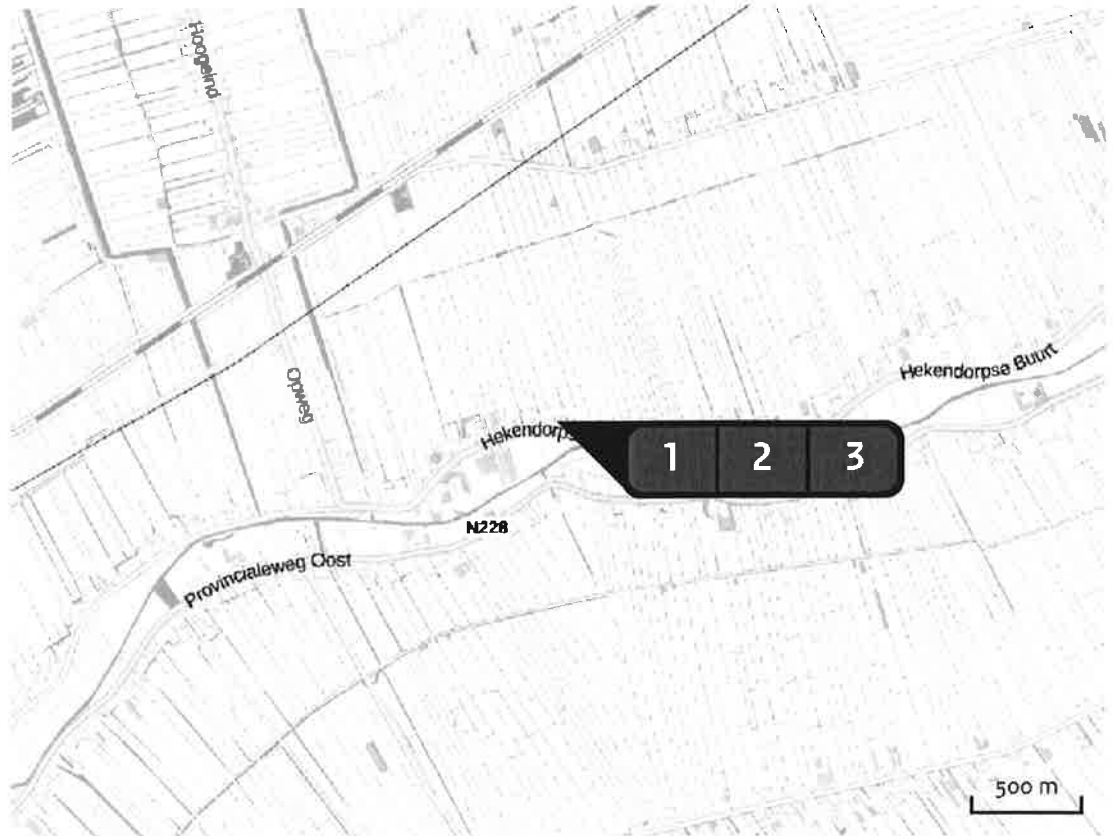 Hoogeind
Opweg
Hekendorpse Buurt
Hekendorps
1 2 3
N228
Provincialeweg Oost
500 m